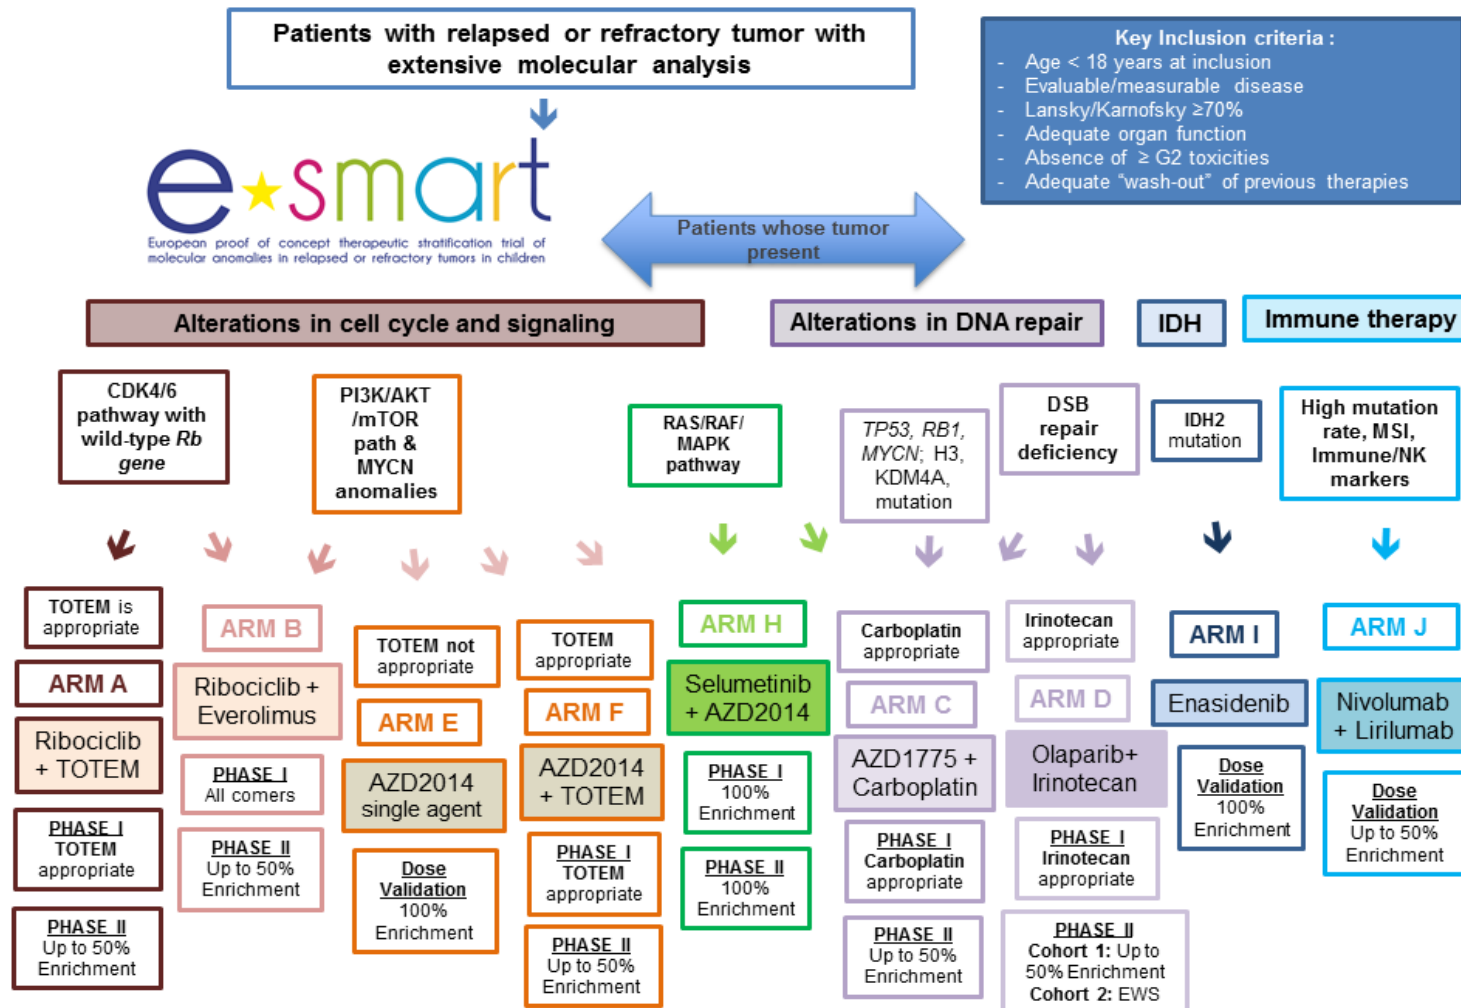 Patients with relapsed or refractory tumor with
extensive molecular analysis
Key Inclusion criteria :
- Age < 18 years at inclusion
- Evaluable/measurable disease
- Lansky/Karnofsky ≥70%
- Adequate organ function
- Absence of ≥ G2 toxicities
- Adequate “wash-out” of previous therapies
e smart
European proof of concept therapeutic stratification trial of
molecular anomalies in relapsed or refractory tumors in children
Patients whose tumor
present
Alterations in cell cycle and signaling
Alterations in DNA repair
IDH
Immune therapy
CDK4/6
pathway with
wild-type Rb
gene
PI3K/AKT
/mTOR
path &
MYCN
anomalies
RAS/RAF/
MAPK
pathway
TP53, RB1,
MYCN; H3,
KDM4A,
mutation
DSB
repair
deficiency
IDH2
mutation
High mutation
rate, MSI,
Immune/NK
markers
TOTEM is
appropriate
ARM A
Ribociclib
+ TOTEM
PHASE I
TOTEM
appropriate
PHASE II
Up to 50%
Enrichment
ARM B
Ribociclib +
Everolimus
PHASE I
All comers
PHASE II
Up to 50%
Enrichment
TOTEM not
appropriate
ARM E
AZD2014
single agent
Dose
Validation
100%
Enrichment
TOTEM
appropriate
ARM F
AZD2014
+ TOTEM
PHASE I
TOTEM
appropriate
PHASE II
Up to 50%
Enrichment
ARM H
Selumetinib
+ AZD2014
PHASE I
100%
Enrichment
PHASE II
100%
Enrichment
Carboplatin
appropriate
ARM C
AZD1775 +
Carboplatin
PHASE I
Carboplatin
appropriate
PHASE II
Up to 50%
Enrichment
Irinotecan
appropriate
ARM D
Olaparib+
Irinotecan
PHASE I
Irinotecan
appropriate
PHASE II
Cohort 1: Up to
50% Enrichment
Cohort 2: EWS
ARM I
Enasidenib
Dose
Validation
100%
Enrichment
ARM J
Nivolumab
+ Lirilumab
Dose
Validation
Up to 50%
Enrichment